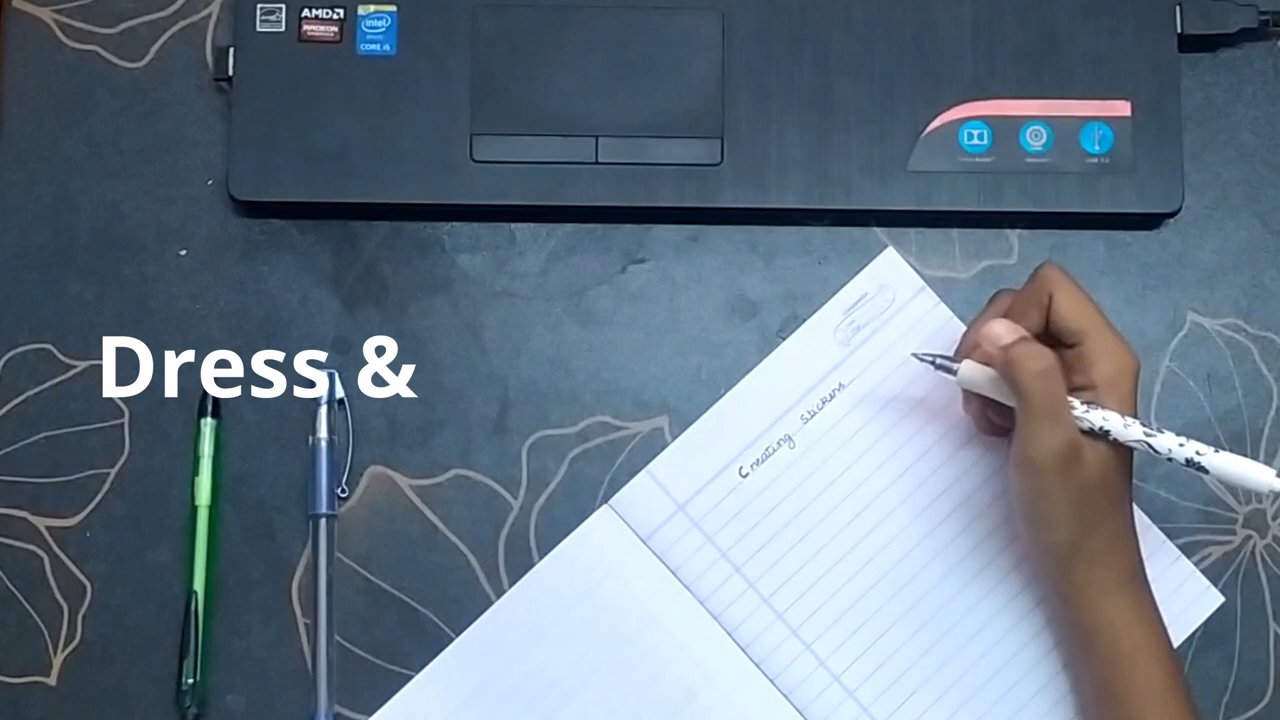 AMD
RADEON
intel
CORE i5
Dress &
Creating Stickers